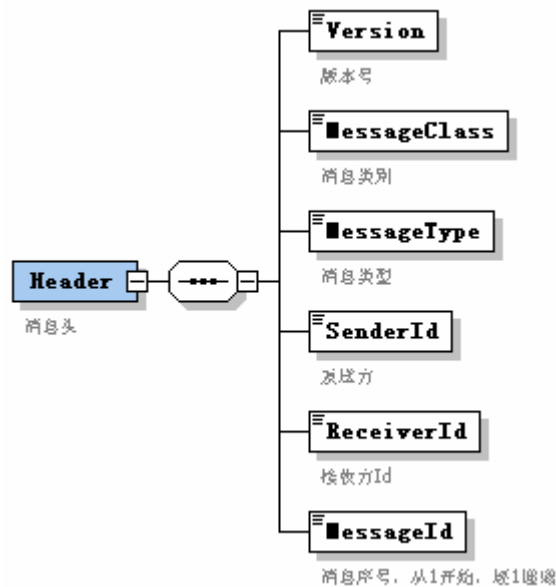 Version
版本号
MessageClass
消息类别
MessageType
消息类型
Header
消息头
SenderId
发送方
ReceiverId
接收方Id
MessageId
消息序号，从1开始，